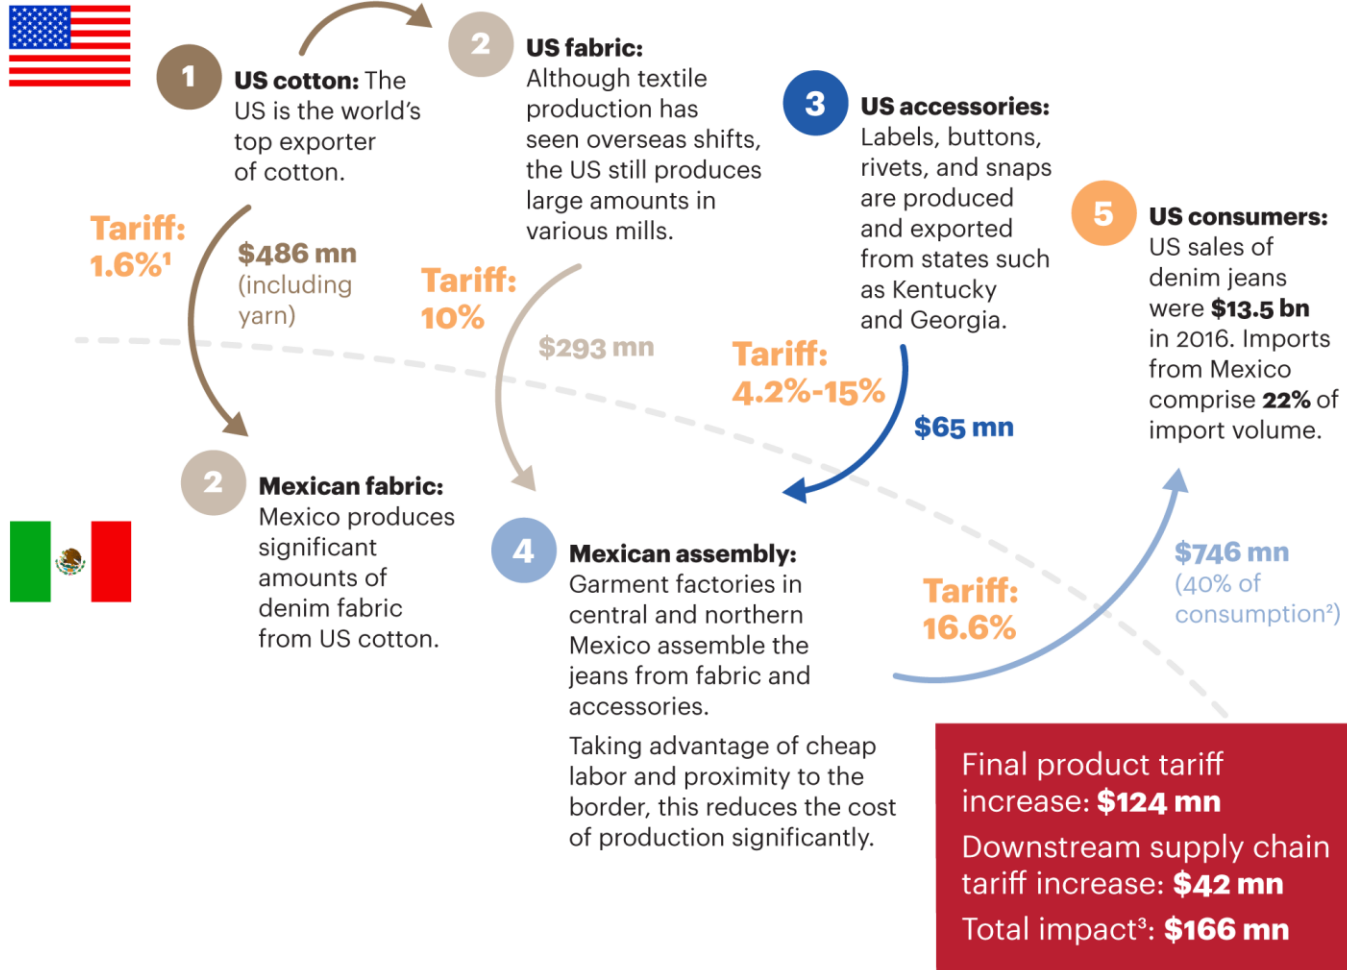 1
US cotton: The
US is the world's
top exporter
of cotton.
2
US fabric:
Although textile
production has
seen overseas shifts,
the US still produces
large amounts in
various mills.
3
US accessories:
Labels, buttons,
rivets, and snaps
are produced
and exported
from states such
as Kentucky
and Georgia.
5
US consumers:
US sales of
denim jeans
were $13.5 bn
in 2016. Imports
from Mexico
comprise 22% of
import volume.
Tariff:
1.6%¹
$486 mn
(including
yarn)
Tariff:
10%
$293 mn
Tariff:
4.2%-15%
$65 mn
2
Mexican fabric:
Mexico produces
significant
amounts of
denim fabric
from US cotton.
4
Mexican assembly:
Garment factories in
central and northern
Mexico assemble the
jeans from fabric and
accessories.
Taking advantage of cheap
labor and proximity to the
border, this reduces the cost
of production significantly.
Tariff:
16.6%
$746 mn
(40% of
consumption²)
Final product tariff
increase: $124 mn
Downstream supply chain
tariff increase: $42 mn
Total impact³: $166 mn